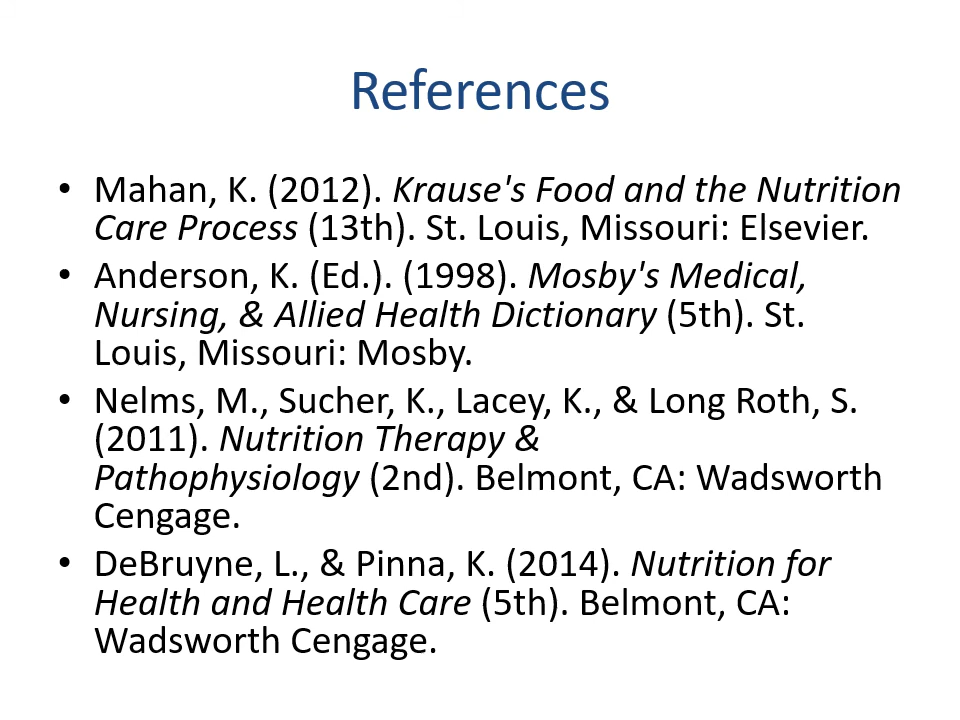 References
• Mahan, K. (2012). Krause's Food and the Nutrition
Care Process (13th). St. Louis, Missouri: Elsevier.
• Anderson, K. (Ed.). (1998). Mosby's Medical,
Nursing, & Allied Health Dictionary (5th). St.
Louis, Missouri: Mosby.
• Nelms, M., Sucher, K., Lacey, K., & Long Roth, S.
(2011). Nutrition Therapy &
Pathophysiology (2nd). Belmont, CA: Wadsworth
Cengage.
• DeBruyne, L., & Pinna, K. (2014). Nutrition for
Health and Health Care (5th). Belmont, CA:
Wadsworth Cengage.